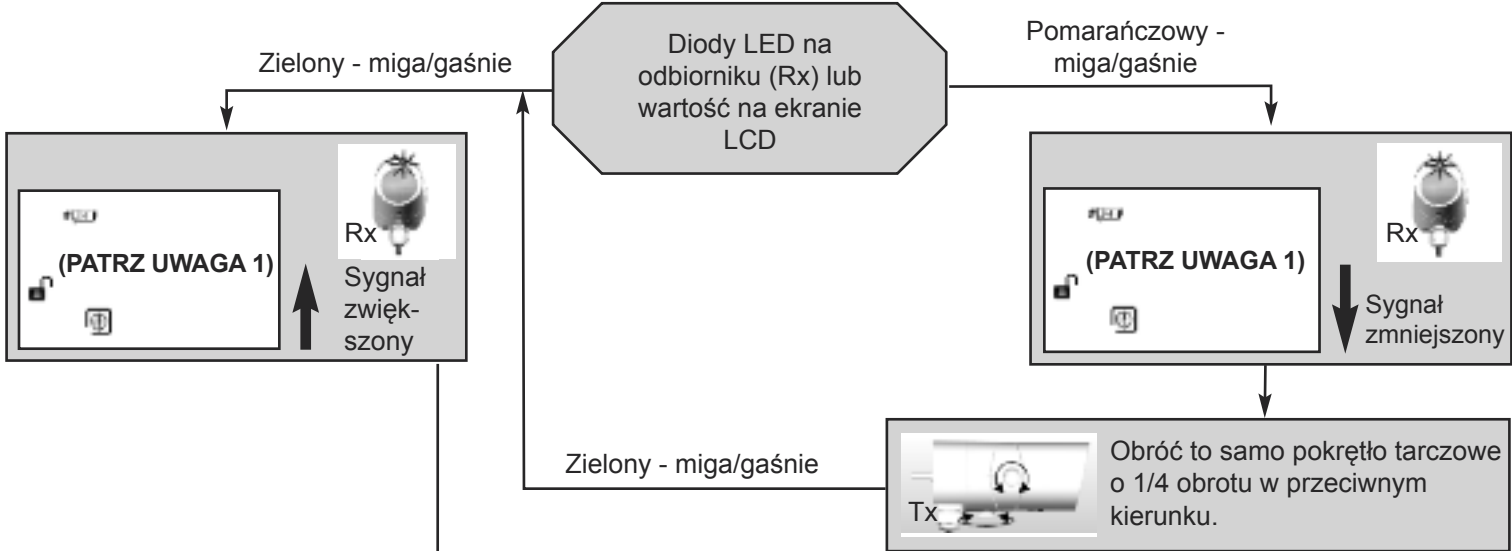 Zielony - miga/gaśnie
Diody LED na
odbiorniku (Rx) lub
wartość na ekranie
LCD
Pomarańczowy -
miga/gaśnie
Rx
(PATRZ UWAGA 1)
Sygnał
zwięk-
szony
Rx
(PATRZ UWAGA 1)
Sygnał
zmniejszony
Zielony - miga/gaśnie
Tx
Obróć to samo pokrętło tarczowe
o 1/4 obrotu w przeciwnym
kierunku.